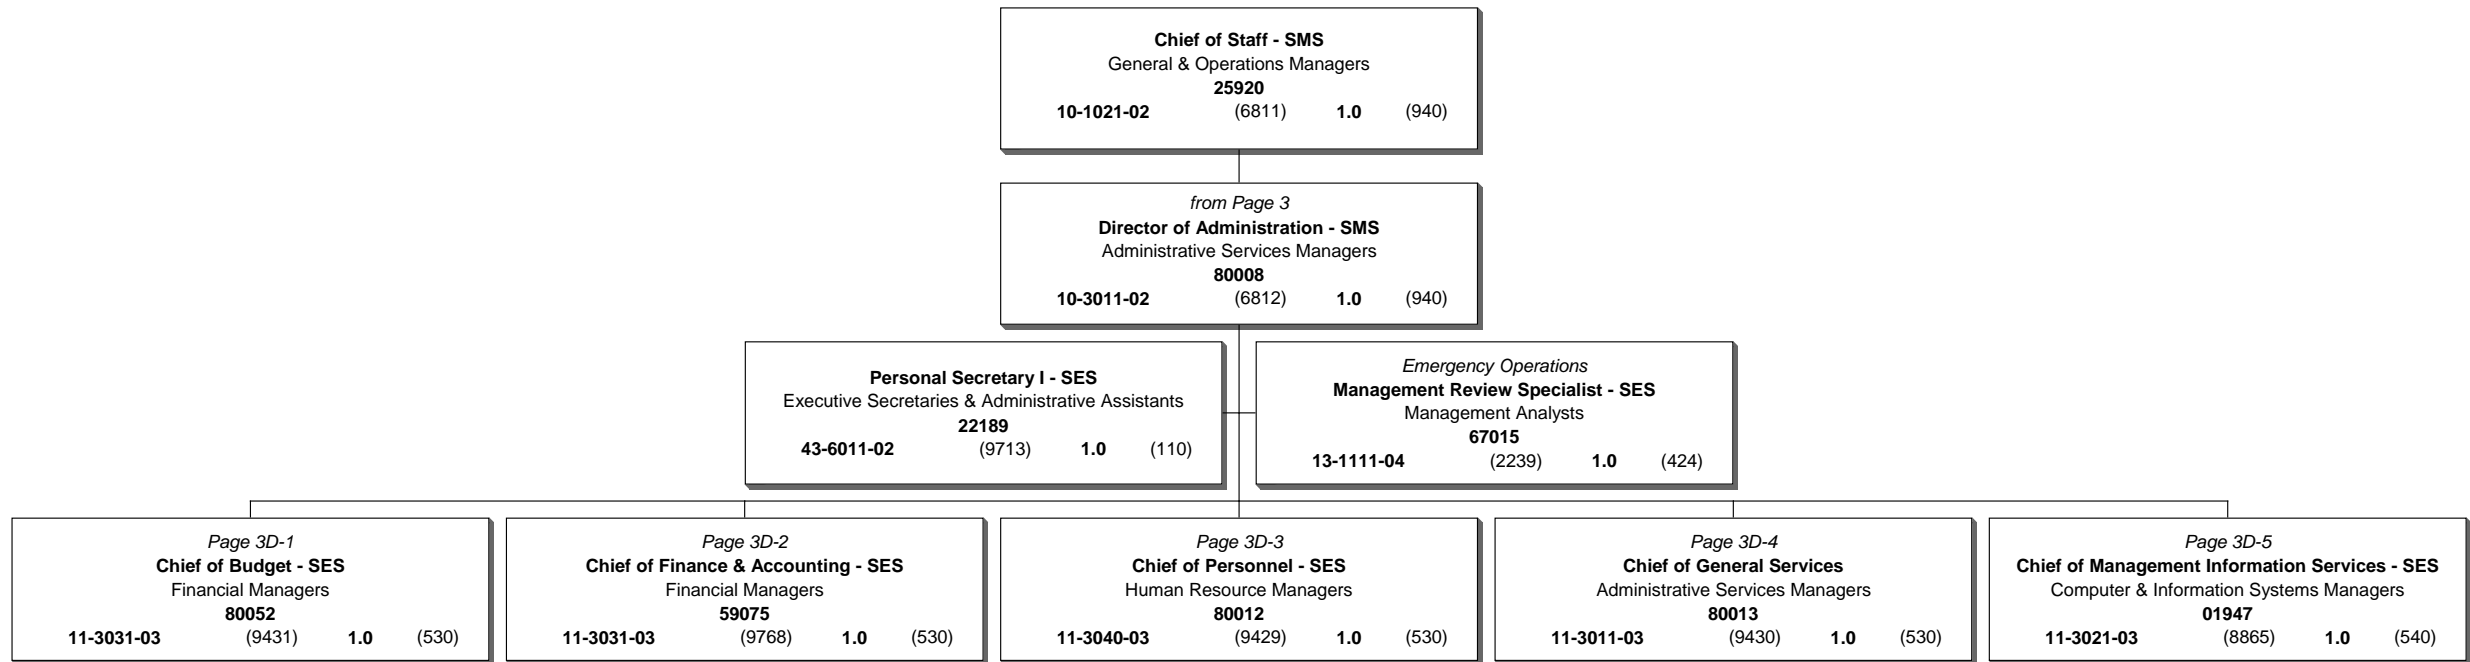 Chief of Staff - SMS
General & Operations Managers
25920
10-1021-02 (6811) 1.0 (940)
from Page 3
Director of Administration - SMS
Administrative Services Managers
80008
10-3011-02 (6812) 1.0 (940)
Personal Secretary I - SES
Executive Secretaries & Administrative Assistants
22189
43-6011-02 (9713) 1.0 (110)
Emergency Operations
Management Review Specialist - SES
Management Analysts
67015
13-1111-04 (2239) 1.0 (424)
Page 3D-1
Chief of Budget - SES
Financial Managers
80052
11-3031-03 (9431) 1.0 (530)
Page 3D-2
Chief of Finance & Accounting - SES
Financial Managers
59075
11-3031-03 (9768) 1.0 (530)
Page 3D-3
Chief of Personnel - SES
Human Resource Managers
80012
11-3040-03 (9429) 1.0 (530)
Page 3D-4
Chief of General Services
Administrative Services Managers
80013
11-3011-03 (9430) 1.0 (530)
Page 3D-5
Chief of Management Information Services - SES
Computer & Information Systems Managers
01947
11-3021-03 (8865) 1.0 (540)